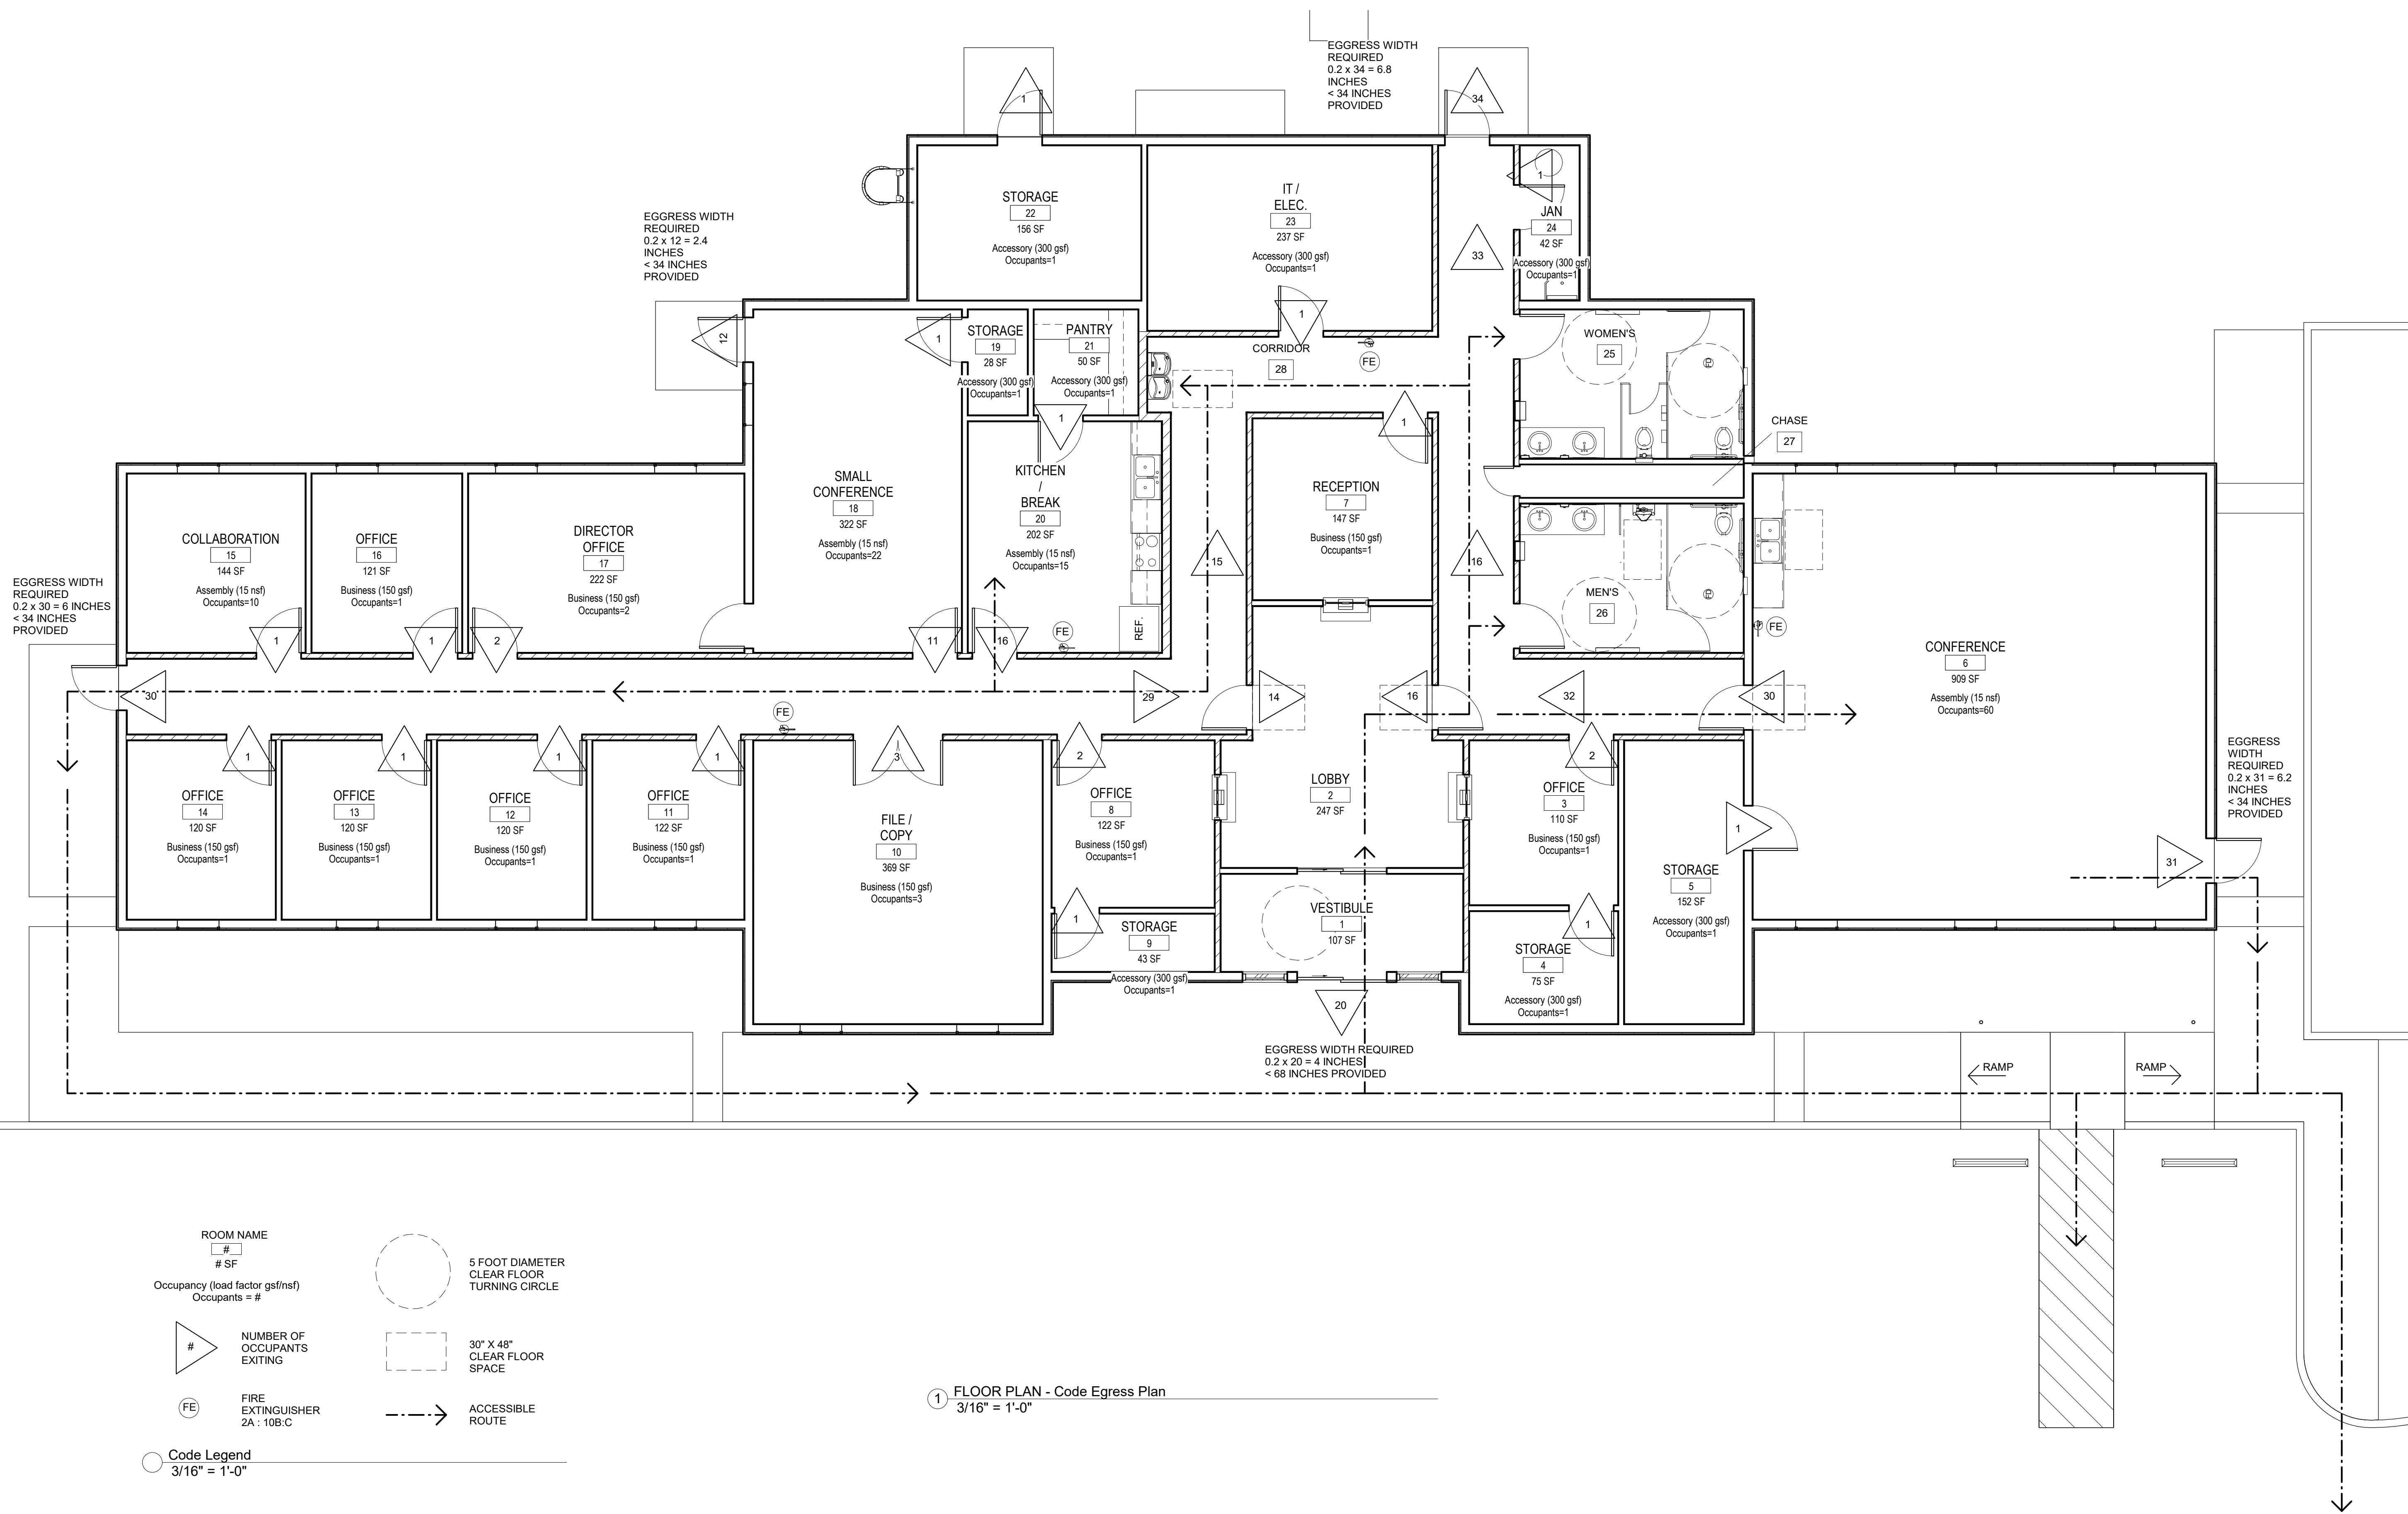 EGGRESS WIDTH
REQUIRED
0.2 x 34 = 6.8
INCHES
< 34 INCHES
PROVIDED
1
34
STORAGE
22
156 SF
Accessory (300 gsf)
Occupants=1
IT /
ELEC.
23
237 SF
Accessory (300 gsf)
Occupants=1
1
1
JAN
24
42 SF
Accessory (300 gsf)
Occupants=1
33
EGGRESS WIDTH
REQUIRED
0.2 x 12 = 2.4
INCHES
< 34 INCHES
PROVIDED
12
1
STORAGE
19
28 SF
Accessory (300 gsf)
Occupants=1
PANTRY
21
50 SF
Accessory (300 gsf)
Occupants=1
1
CORRIDOR
28
FE
WOMEN'S
25
CHASE
27
1
COLLABORATION
15
144 SF
Assembly (15 nsf)
Occupants=10
1
OFFICE
16
121 SF
Business (150 gsf)
Occupants=1
1
DIRECTOR
OFFICE
17
222 SF
Business (150 gsf)
Occupants=2
2
SMALL
CONFERENCE
18
322 SF
Assembly (15 nsf)
Occupants=22
11
KITCHEN
/
BREAK
20
202 SF
Assembly (15 nsf)
Occupants=15
16
FE
REF.
15
RECEPTION
7
147 SF
Business (150 gsf)
Occupants=1
16
MEN'S
26
FE
CONFERENCE
6
909 SF
Assembly (15 nsf)
Occupants=60
EGGRESS WIDTH
REQUIRED
0.2 x 30 = 6 INCHES
< 34 INCHES
PROVIDED
30
29
14
16
32
30
FE
EGGRESS
WIDTH
REQUIRED
0.2 x 31 = 6.2
INCHES
< 34 INCHES
PROVIDED
1
1
1
1
3
2
2
1
31
OFFICE
14
120 SF
Business (150 gsf)
Occupants=1
OFFICE
13
120 SF
Business (150 gsf)
Occupants=1
OFFICE
12
120 SF
Business (150 gsf)
Occupants=1
OFFICE
11
122 SF
Business (150 gsf)
Occupants=1
FILE /
COPY
10
369 SF
Business (150 gsf)
Occupants=3
OFFICE
8
122 SF
Business (150 gsf)
Occupants=1
LOBBY
2
247 SF
OFFICE
3
110 SF
Business (150 gsf)
Occupants=1
STORAGE
5
152 SF
Accessory (300 gsf)
Occupants=1
1
STORAGE
9
43 SF
Accessory (300 gsf)
Occupants=1
VESTIBULE
1
107 SF
1
STORAGE
4
75 SF
Accessory (300 gsf)
Occupants=1
20
EGGRESS WIDTH REQUIRED
0.2 x 20 = 4 INCHES
< 68 INCHES PROVIDED
RAMP
RAMP
ROOM NAME
#
# SF
Occupancy (load factor gsf/nsf)
Occupants = #
5 FOOT DIAMETER
CLEAR FLOOR
TURNING CIRCLE
#
NUMBER OF
OCCUPANTS
EXITING
30" X 48"
CLEAR FLOOR
SPACE
FE
FIRE
EXTINGUISHER
2A : 10B:C
ACCESSIBLE
ROUTE
Code Legend
3/16" = 1'-0"
1
FLOOR PLAN - Code Egress Plan
3/16" = 1'-0"